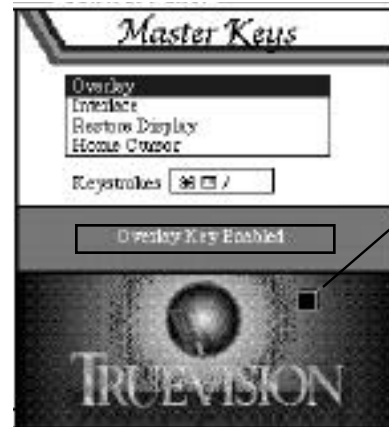 Master Keys
Overlay
Interlace
Restore Display
Home Cursor
Keystrokes ⌘ /
Overlay Key Enabled
TRUEVISION